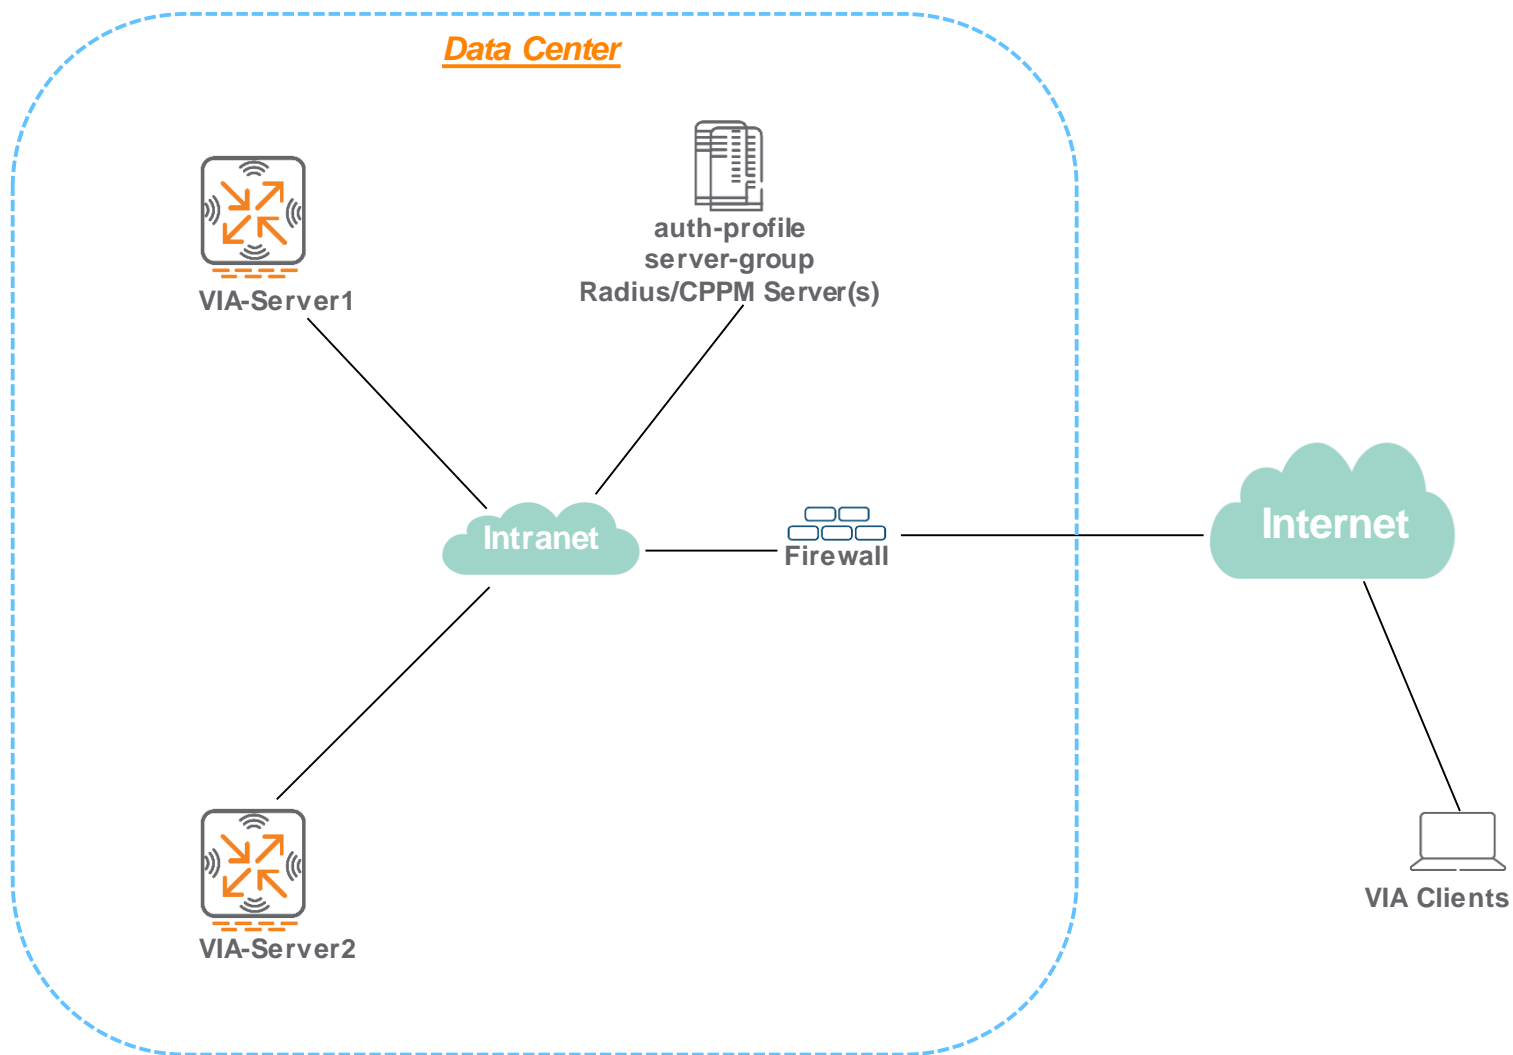 Data Center
auth-profile
server-group
Radius/CPPM Server(s)
VIA-Server1
Intranet
Firewall
Internet
VIA Clients
VIA-Server2